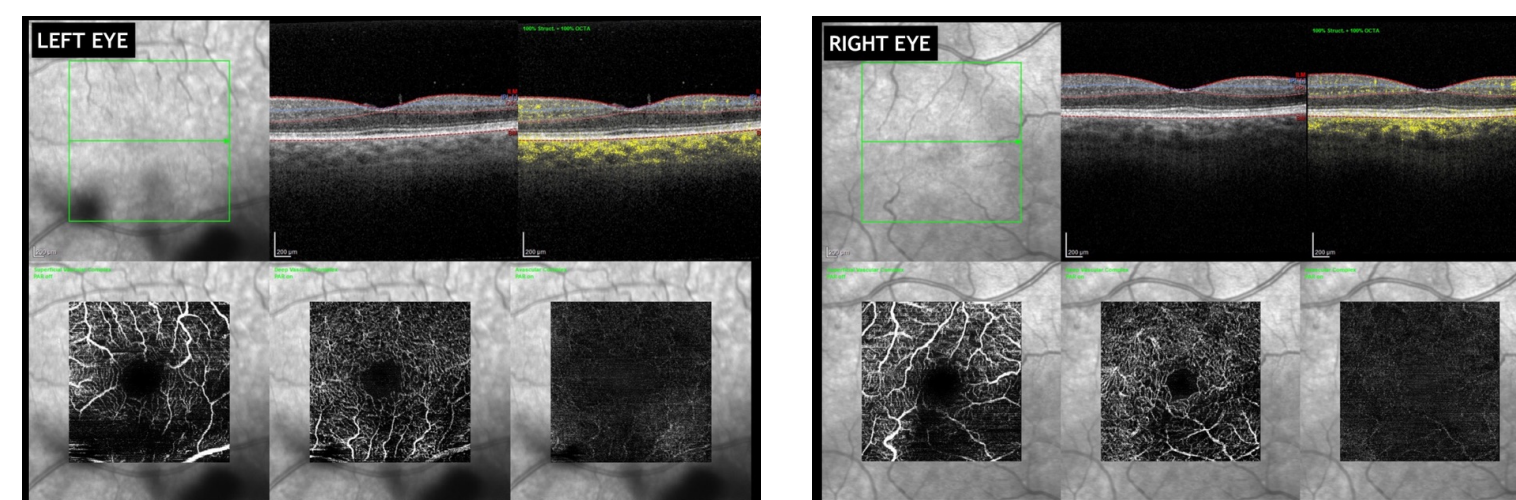 LEFT EYE
100% Struct. + 100% OCTA
ILM
200 µm
200 µm
200 µm
Superficial Vascular Complex
Deep Vascular Complex
Avascular Complex
RIGHT EYE
100% Struct. + 100% OCTA
ILM
200 µm
200 µm
200 µm
Superficial Vascular Complex
Deep Vascular Complex
Avascular Complex